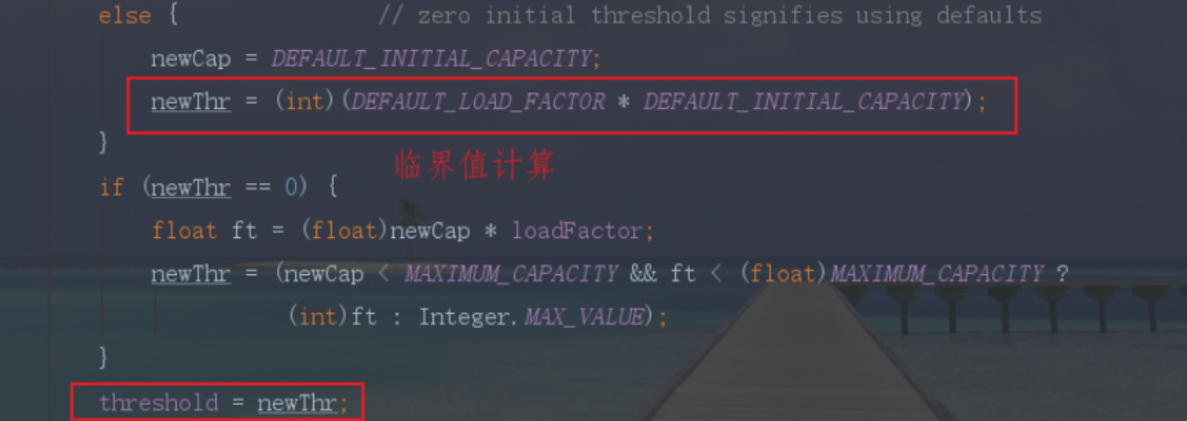 else {                // zero initial threshold signifies using defaults
    newCap = DEFAULT_INITIAL_CAPACITY;
    newThr = (int)(DEFAULT_LOAD_FACTOR * DEFAULT_INITIAL_CAPACITY);
}
临界值计算
if (newThr == 0) {
    float ft = (float)newCap * loadFactor;
    newThr = (newCap < MAXIMUM_CAPACITY && ft < (float)MAXIMUM_CAPACITY ?
              (int)ft : Integer.MAX_VALUE);
}
threshold = newThr;